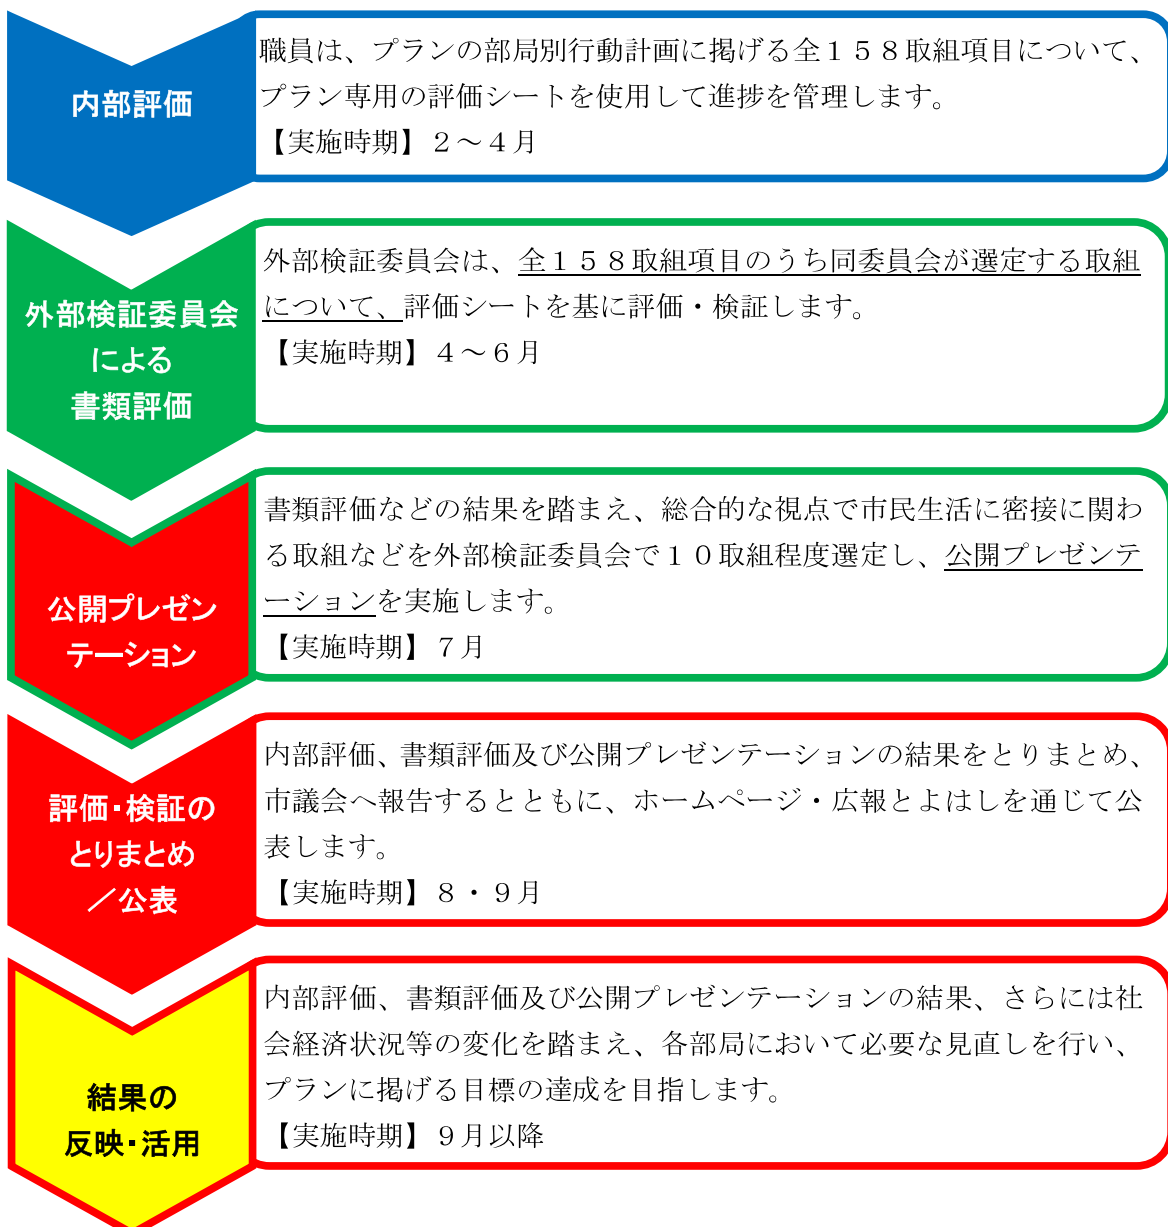 内部評価
職員は、プランの部局別行動計画に掲げる全１５８取組項目について、
プラン専用の評価シートを使用して進捗を管理します。
【実施時期】２～４月
外部検証委員会
による
書類評価
外部検証委員会は、全１５８取組項目のうち同委員会が選定する取組
について、評価シートを基に評価・検証します。
【実施時期】４～６月
公開プレゼン
テーション
書類評価などの結果を踏まえ、総合的な視点で市民生活に密接に関わ
る取組などを外部検証委員会で１０取組程度選定し、公開プレゼンテ
ーションを実施します。
【実施時期】７月
評価・検証の
とりまとめ
／公表
内部評価、書類評価及び公開プレゼンテーションの結果をとりまとめ、
市議会へ報告するとともに、ホームページ・広報とよはしを通じて公
表します。
【実施時期】８・９月
結果の
反映・活用
内部評価、書類評価及び公開プレゼンテーションの結果、さらには社
会経済状況等の変化を踏まえ、各部局において必要な見直しを行い、
プランに掲げる目標の達成を目指します。
【実施時期】９月以降